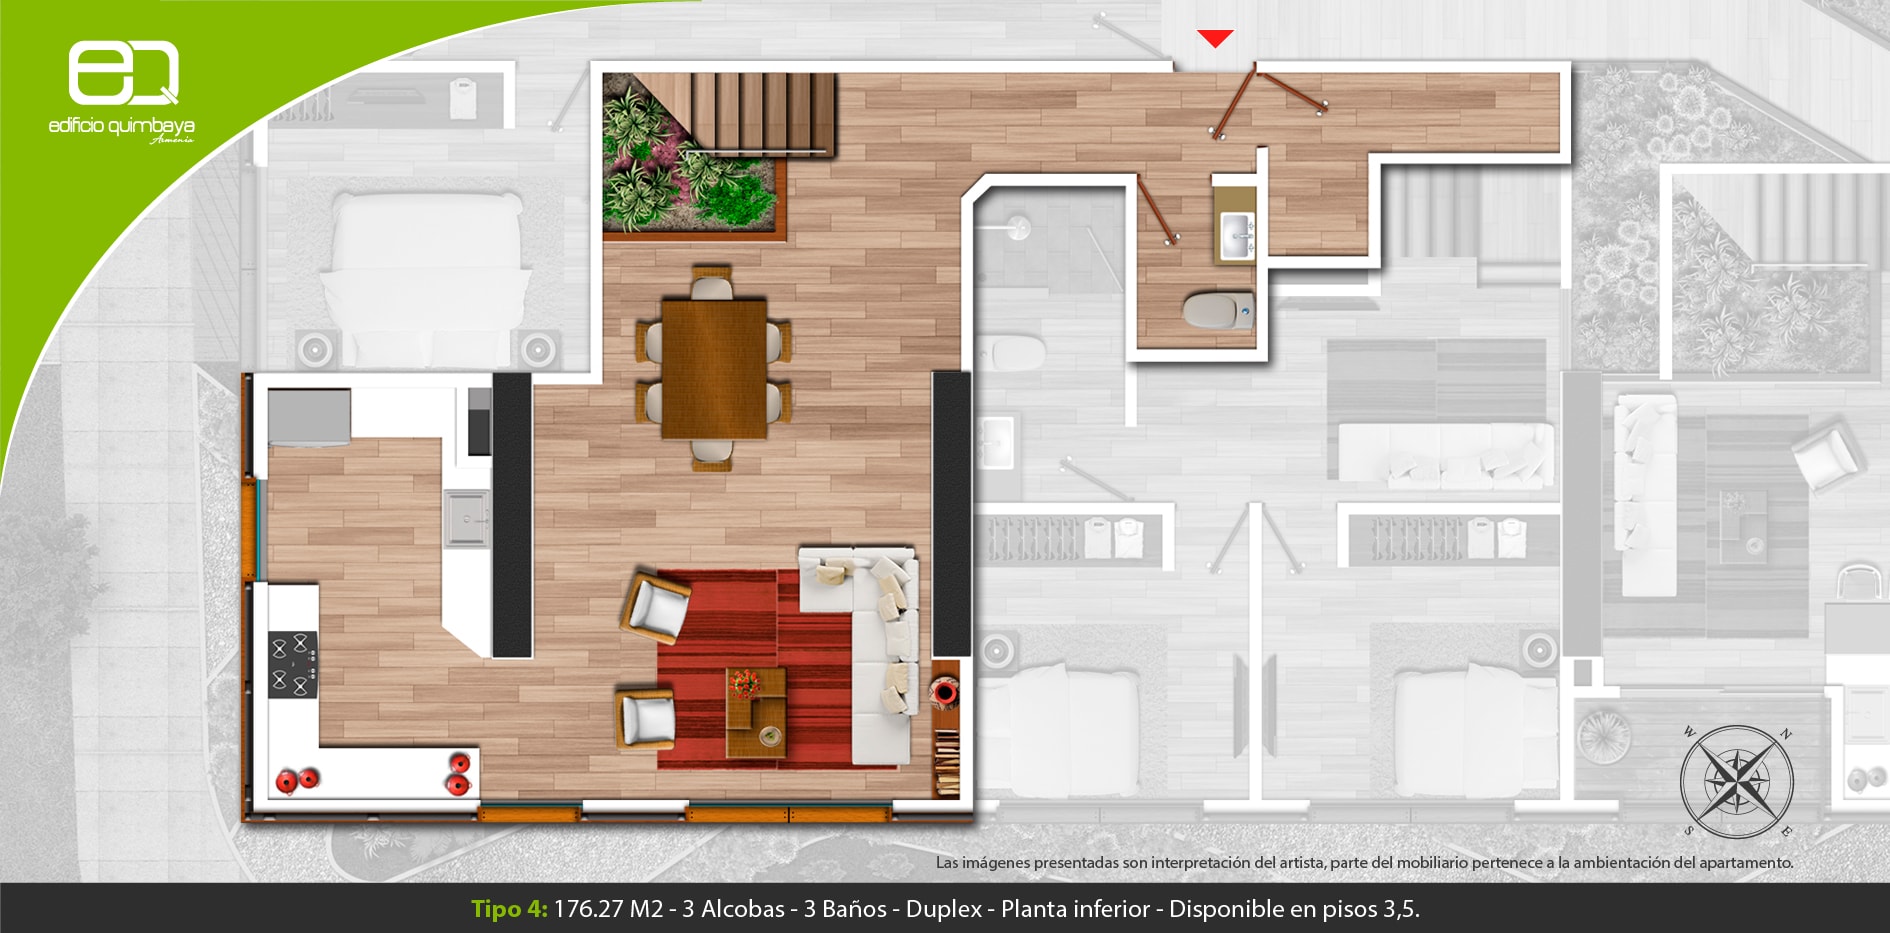 eQ
edificio quimbaya
Armenia
W
N
S
E
Las imágenes presentadas son interpretación del artista, parte del mobiliario pertenece a la ambientación del apartamento.
Tipo 4: 176.27 M2 - 3 Alcobas - 3 Baños - Duplex - Planta inferior - Disponible en pisos 3,5.